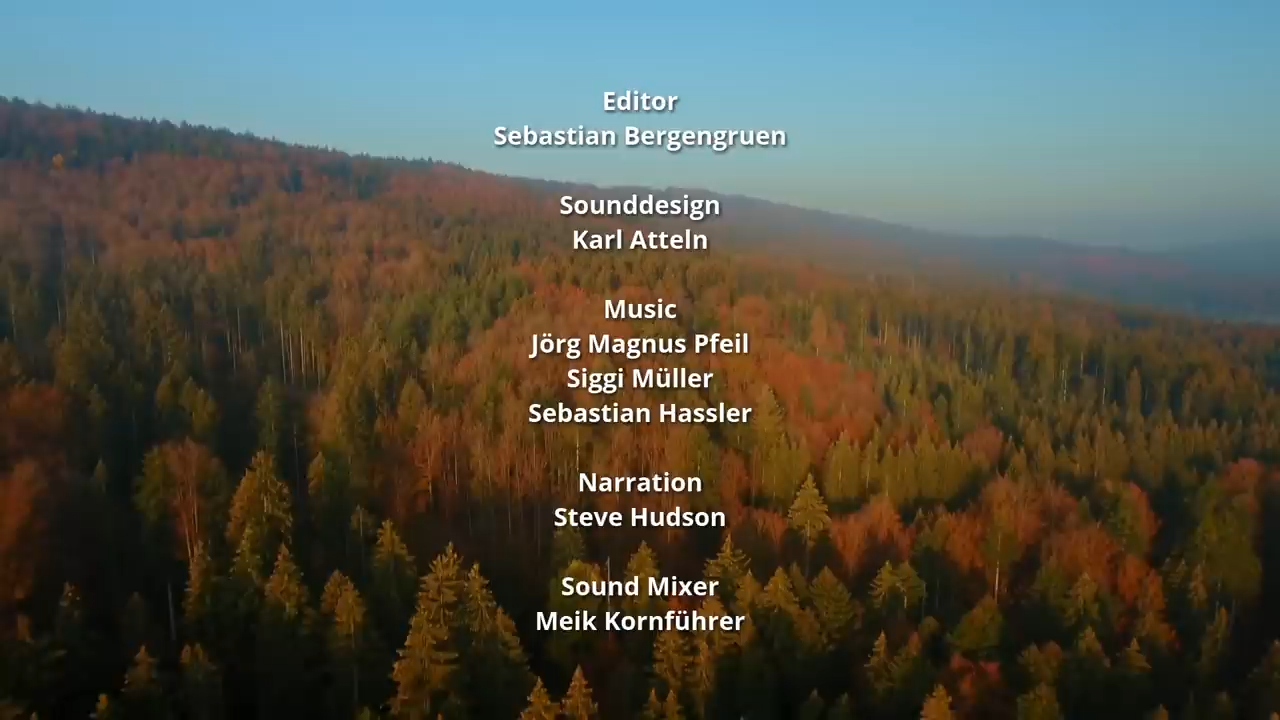 Editor
Sebastian Bergengruen
Sounddesign
Karl Atteln
Music
Jörg Magnus Pfeil
Siggi Müller
Sebastian Hassler
Narration
Steve Hudson
Sound Mixer
Meik Kornführer